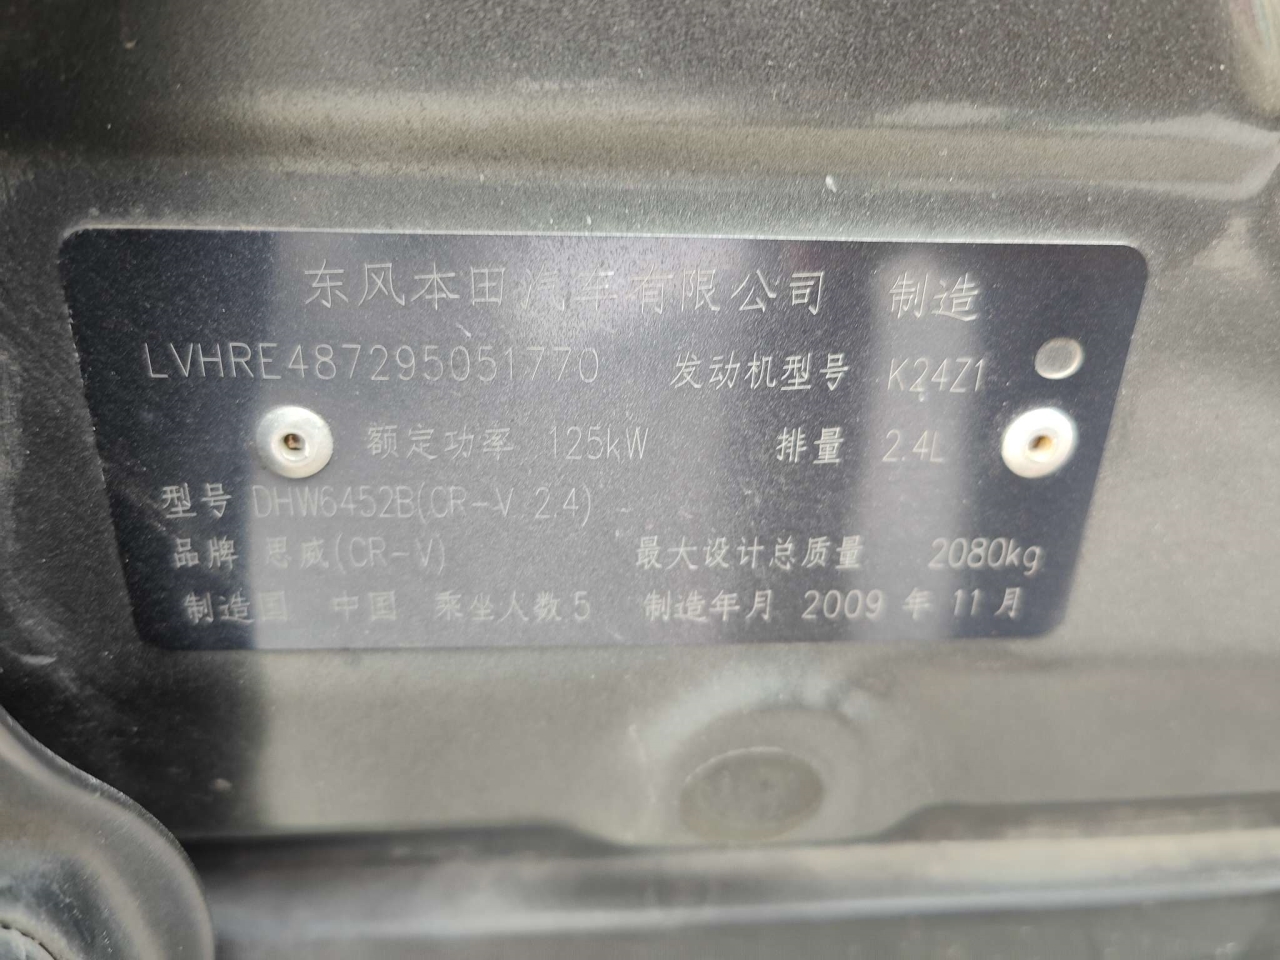 东风本田汽车有限公司 制造
LVHRE487295051770 发动机型号 K24Z1
额定功率 125kW 排量 2.4L
型号 DHW6452B(CR-V 2.4)
品牌 思威(CR-V) 最大设计总质量 2080kg
制造国 中国 乘坐人数 5 制造年月 2009 年 11 月